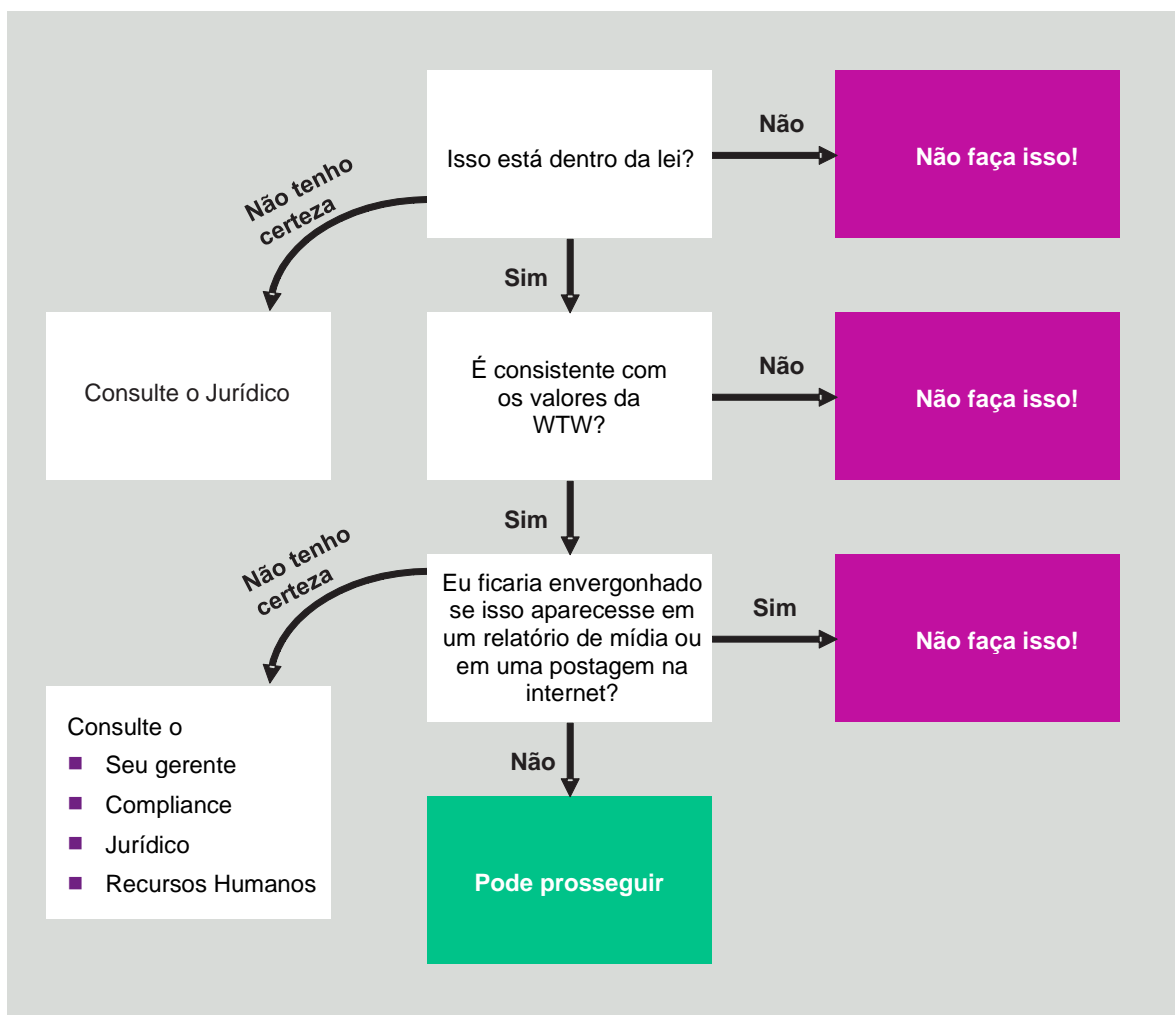 Isso está dentro da lei?
Não
Não faça isso!
Não tenho
certeza
Sim
Consulte o Jurídico
É consistente com
os valores da
WTW?
Não
Não faça isso!
Sim
Não tenho
certeza
Eu ficaria envergonhado
se isso aparecesse em
um relatório de mídia ou
em uma postagem na
internet?
Sim
Não faça isso!
Consulte o
Seu gerente
Compliance
Jurídico
Recursos Humanos
Não
Pode prosseguir